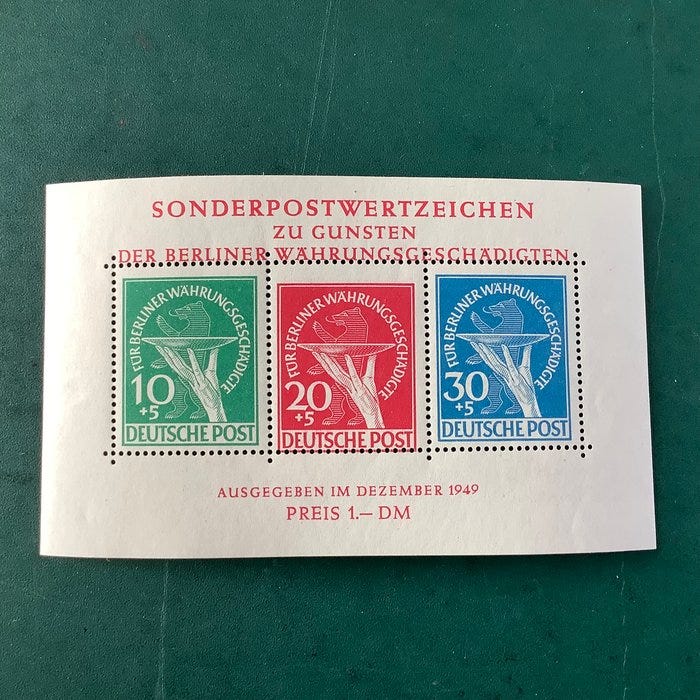 SONDERPOSTWERTZEICHEN
ZU GUNSTEN
DER BERLINER WÄHRUNGSGESCHÄDIGTEN
FÜR BERLINER WÄHRUNGSGESCHÄDIGTE
10
+5
DEUTSCHE POST
FÜR BERLINER WÄHRUNGSGESCHÄDIGTE
20
+5
DEUTSCHE POST
FÜR BERLINER WÄHRUNGSGESCHÄDIGTE
30
+5
DEUTSCHE POST
AUSGEGEBEN IM DEZEMBER 1949
PREIS 1.— DM